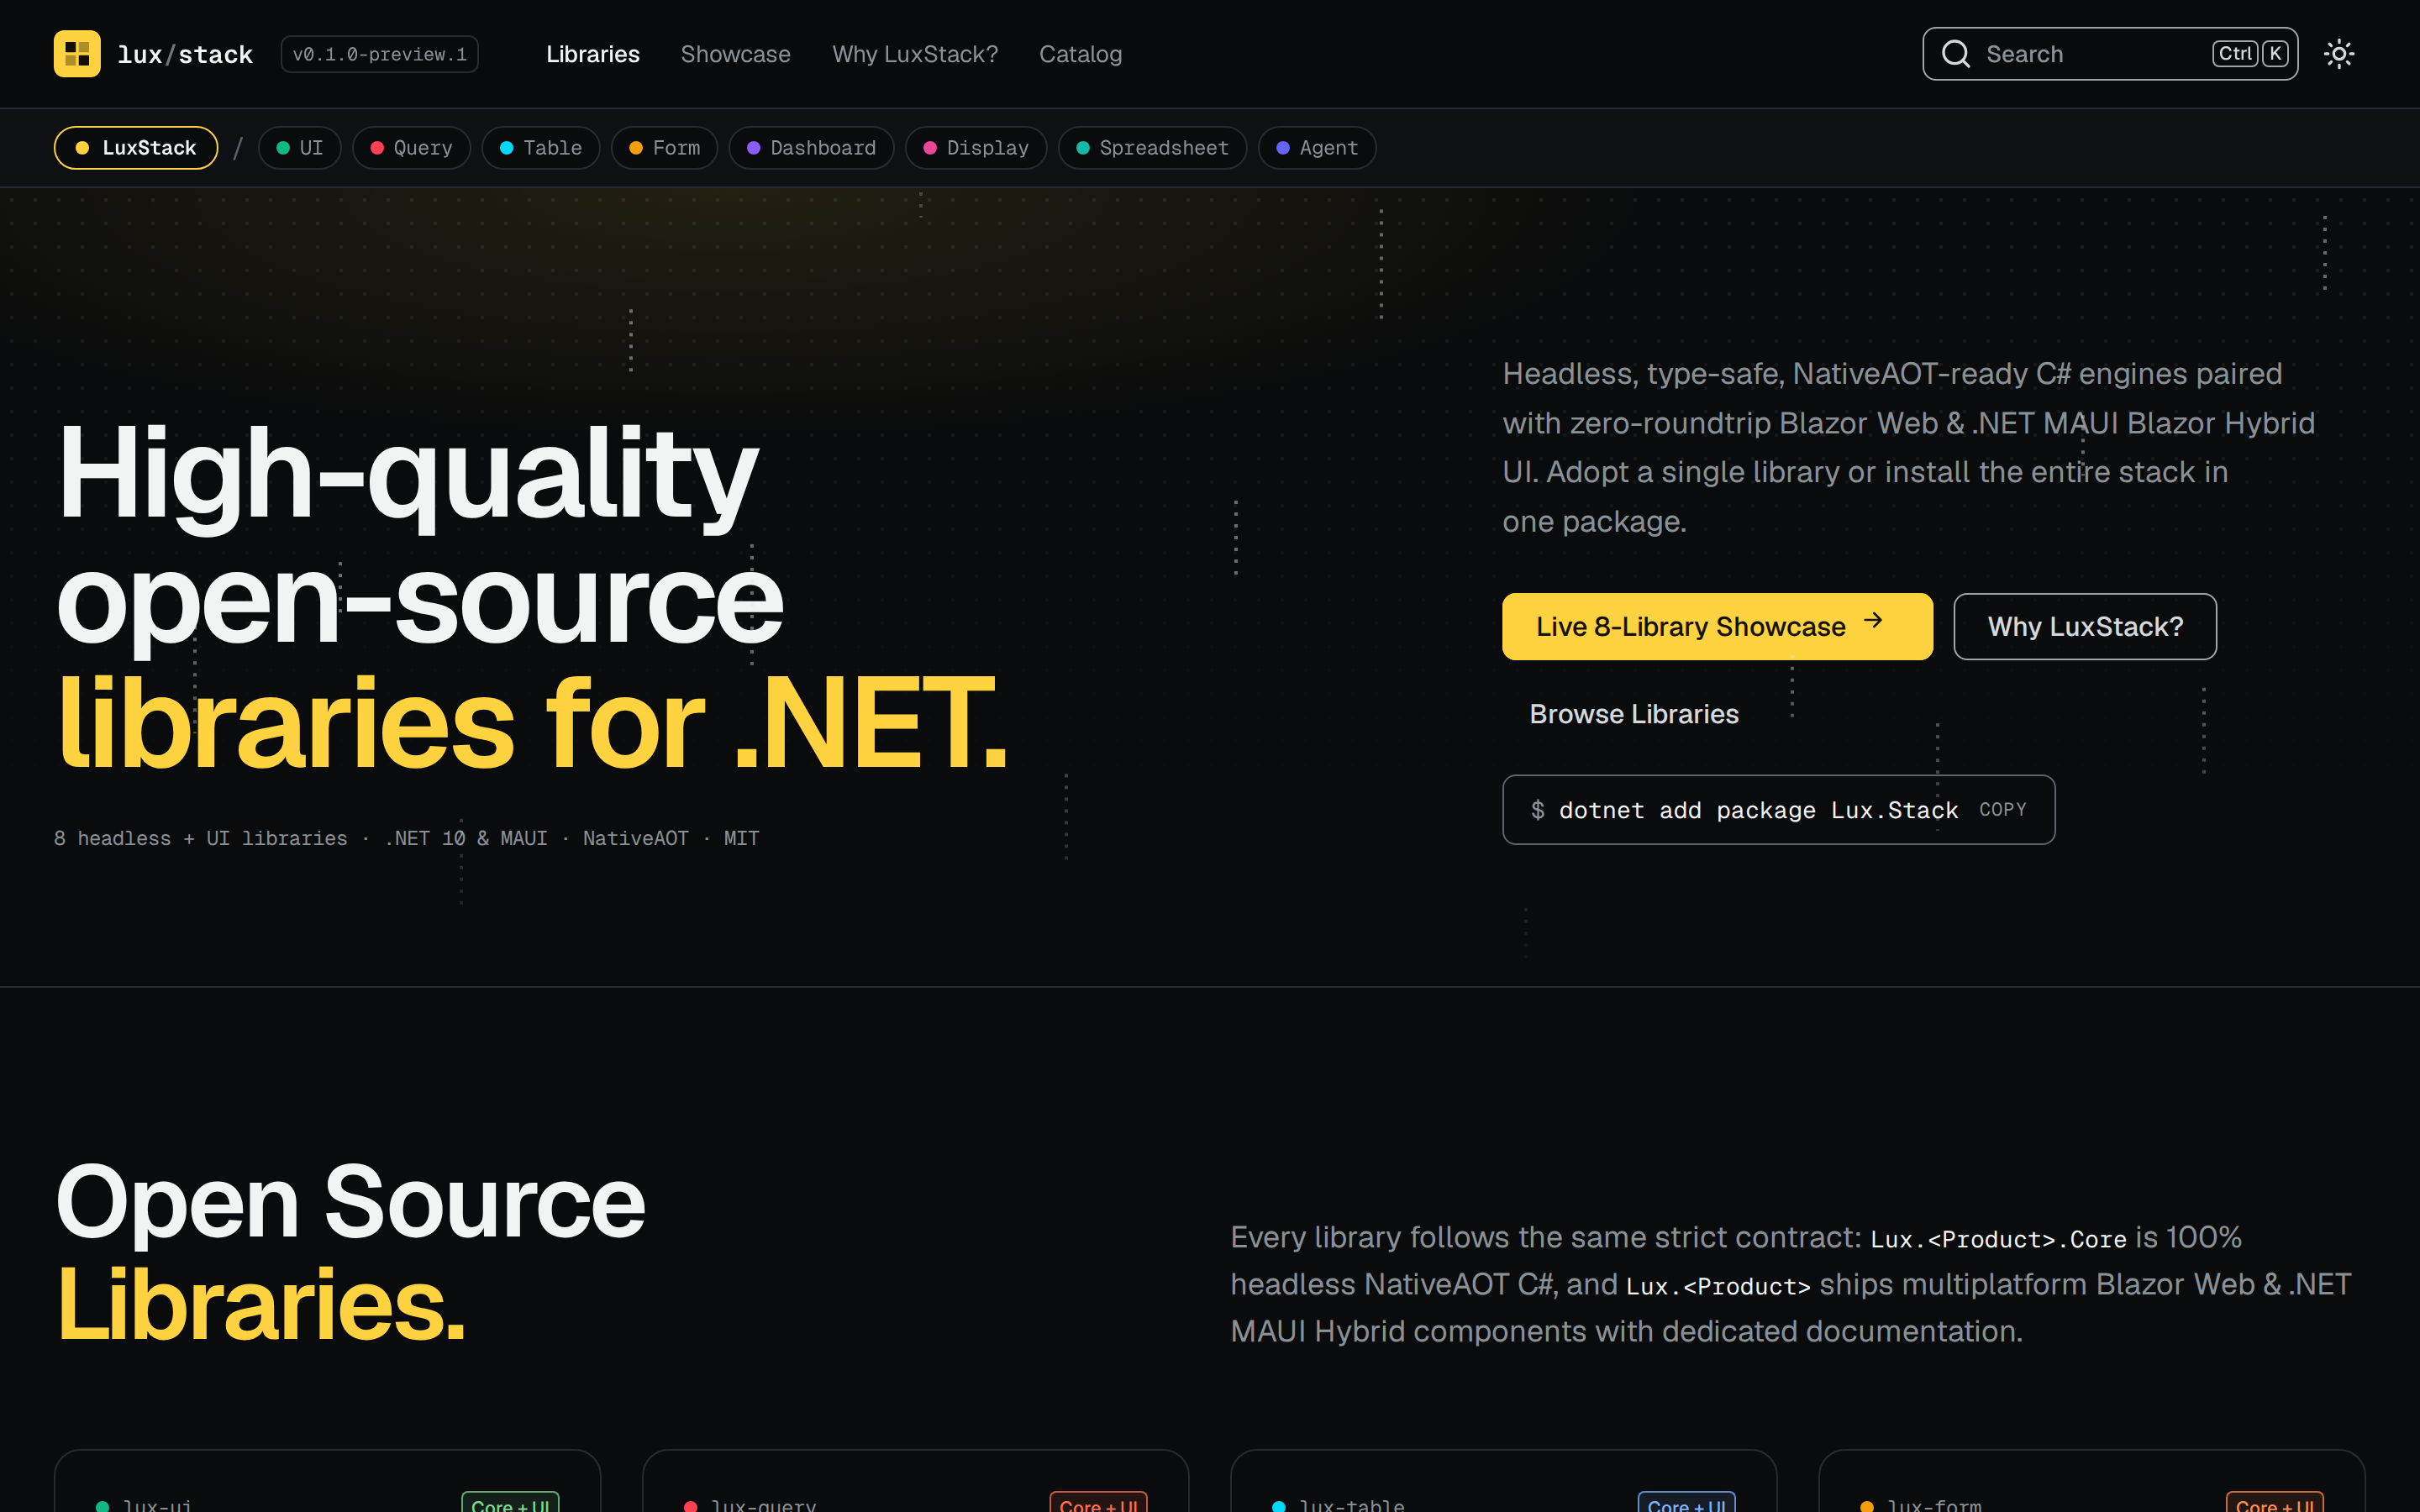 lux/stack v0.1.0-preview.1 Libraries Showcase Why LuxStack? Catalog Search Ctrl K
LuxStack / UI Query Table Form Dashboard Display Spreadsheet Agent
High-quality
open-source
libraries for .NET.
8 headless + UI libraries · .NET 10 & MAUI · NativeAOT · MIT
Headless, type-safe, NativeAOT-ready C# engines paired
with zero-roundtrip Blazor Web & .NET MAUI Blazor Hybrid
UI. Adopt a single library or install the entire stack in
one package.
Live 8-Library Showcase → Why LuxStack?
Browse Libraries
$ dotnet add package Lux.Stack COPY
Open Source
Libraries.
Every library follows the same strict contract: Lux.<Product>.Core is 100%
headless NativeAOT C#, and Lux.<Product> ships multiplatform Blazor Web & .NET
MAUI Hybrid components with dedicated documentation.
lux-ui Core + UI lux-query Core + UI lux-table Core + UI lux-form Core + UI